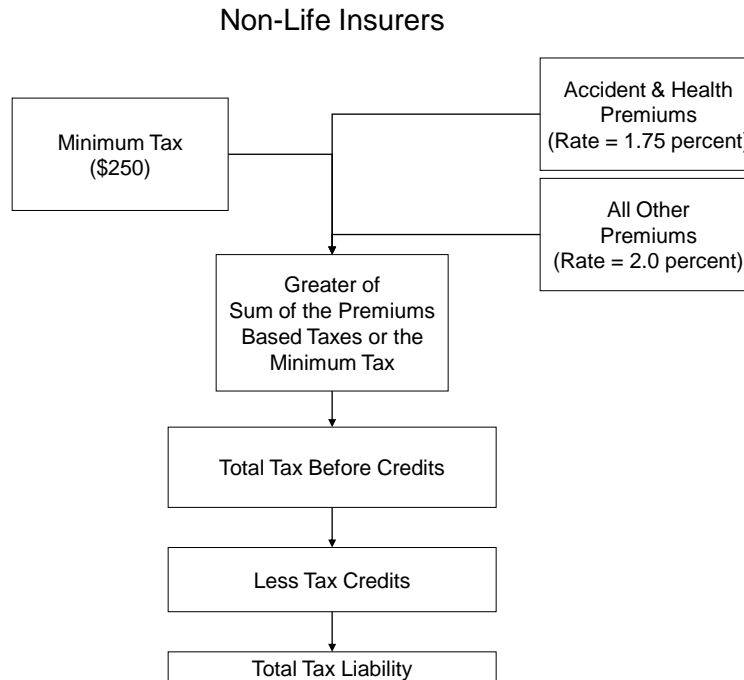 Non-Life Insurers
Minimum Tax
($250)
Accident & Health
Premiums
(Rate = 1.75 percent)
All Other
Premiums
(Rate = 2.0 percent)
Greater of
Sum of the Premiums
Based Taxes or the
Minimum Tax
Total Tax Before Credits
Less Tax Credits
Total Tax Liability